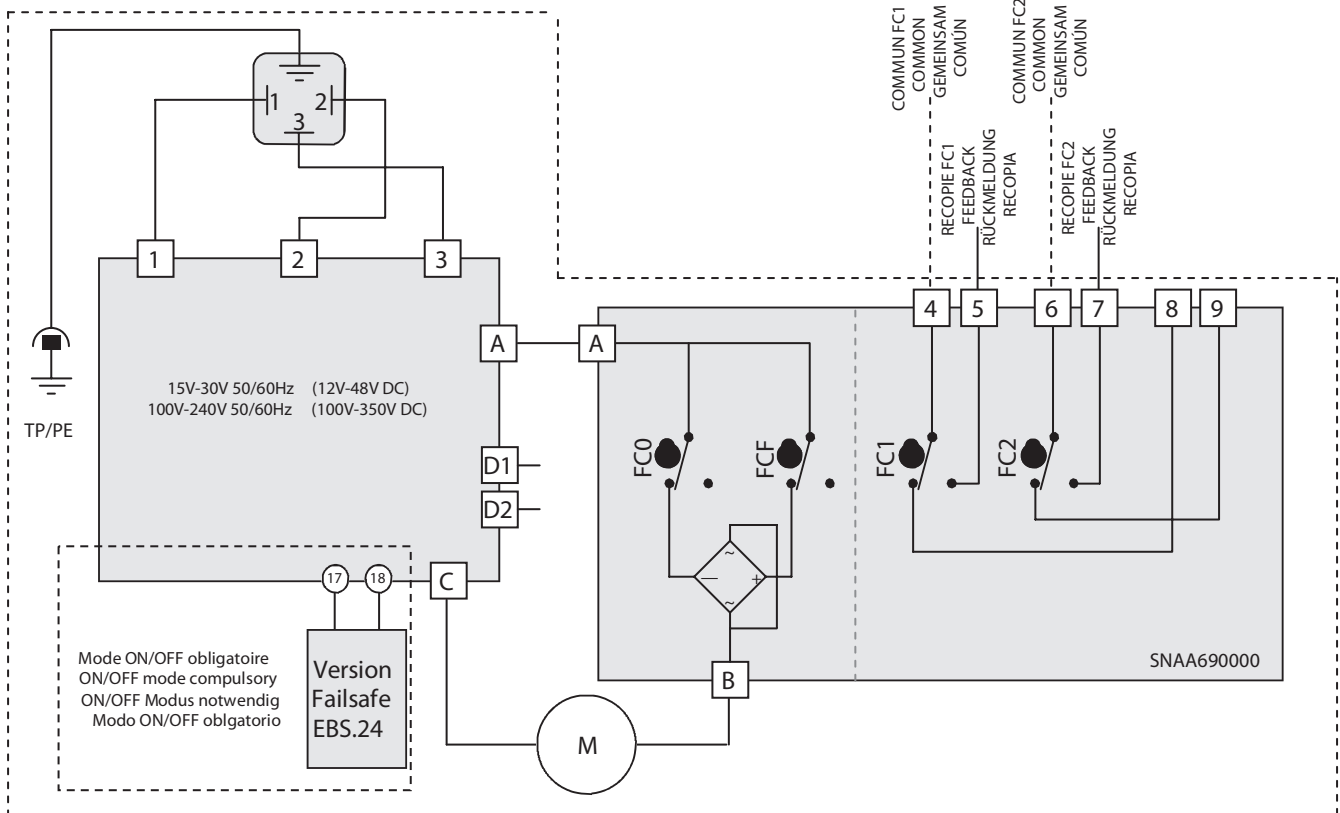 COMMUN FC1
COMMON
GEMEINSAM
COMÚN
COMMUN FC2
COMMON
GEMEINSAM
COMÚN
RECOPIE FC1
FEEDBACK
RÜCKMELDUNG
RECOPIA
RECOPIE FC2
FEEDBACK
RÜCKMELDUNG
RECOPIA
1 2
3
1 2 3
4 5 6 7 8 9
A A
15V-30V 50/60Hz (12V-48V DC)
100V-240V 50/60Hz (100V-350V DC)
TP/PE
FC0 FCF FC1 FC2
D1
D2
~
— +
~
17 18
C
Mode ON/OFF obligatoire
ON/OFF mode compulsory
ON/OFF Modus notwendig
Modo ON/OFF oblgatorio
Version
Failsafe
EBS.24
SNAA690000
B
M